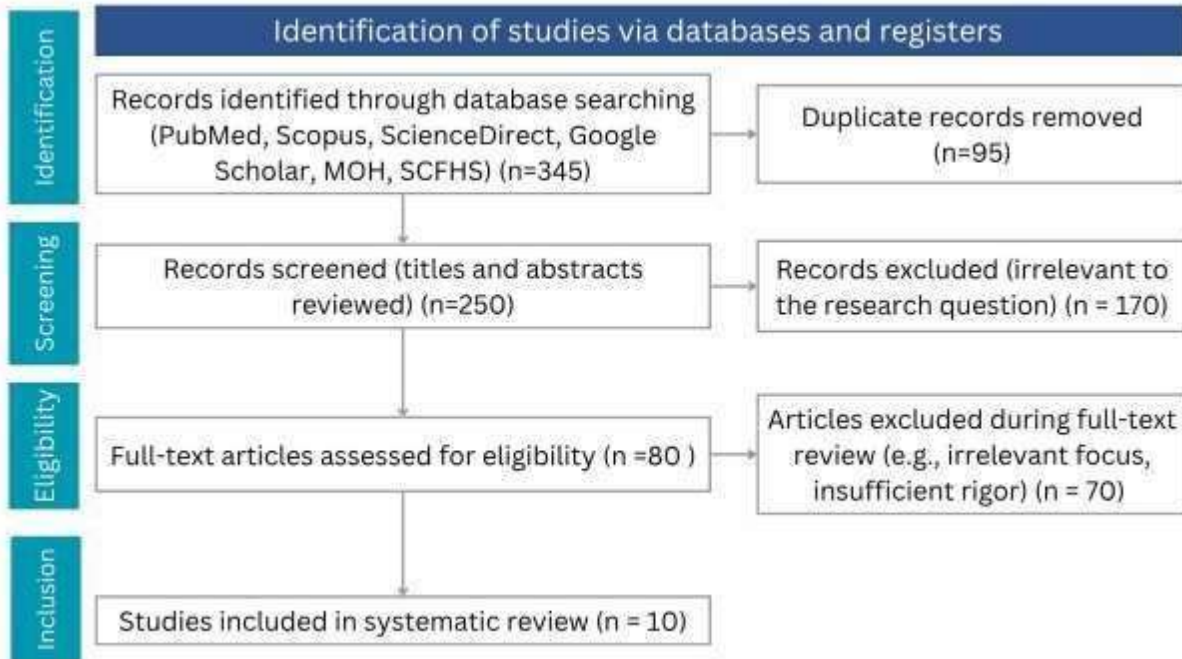 Identification of studies via databases and registers
Identification
Records identified through database searching
(PubMed, Scopus, ScienceDirect, Google
Scholar, MOH, SCFHS) (n=345)
Duplicate records removed
(n=95)
Screening
Records screened (titles and abstracts
reviewed) (n=250)
Records excluded (irrelevant to
the research question) (n = 170)
Eligibility
Full-text articles assessed for eligibility (n =80 )
Articles excluded during full-text
review (e.g., irrelevant focus,
insufficient rigor) (n = 70)
Inclusion
Studies included in systematic review (n = 10)